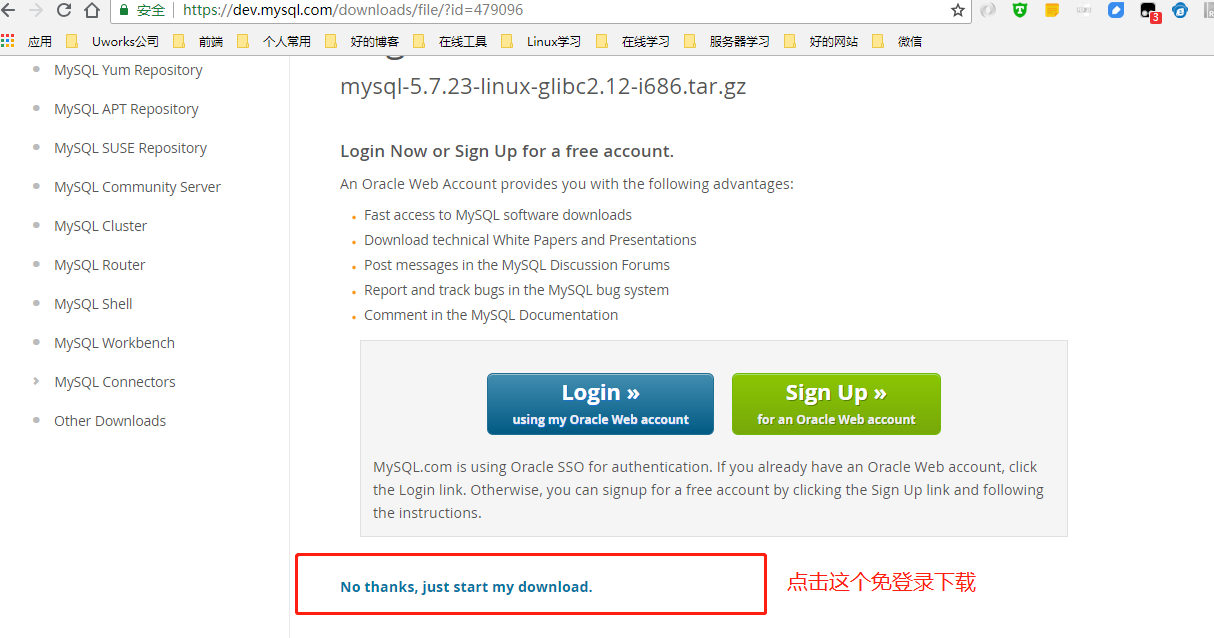 安全 https://dev.mysql.com/downloads/file/?id=479096
3
应用 Uworks公司 前端 个人常用 好的博客 在线工具 Linux学习 在线学习 服务器学习 好的网站 微信
MySQL Yum Repository
MySQL APT Repository
MySQL SUSE Repository
MySQL Community Server
MySQL Cluster
MySQL Router
MySQL Shell
MySQL Workbench
MySQL Connectors
Other Downloads
mysql-5.7.23-linux-glibc2.12-i686.tar.gz
Login Now or Sign Up for a free account.
An Oracle Web Account provides you with the following advantages:
Fast access to MySQL software downloads
Download technical White Papers and Presentations
Post messages in the MySQL Discussion Forums
Report and track bugs in the MySQL bug system
Comment in the MySQL Documentation
Login »
using my Oracle Web account
Sign Up »
for an Oracle Web account
MySQL.com is using Oracle SSO for authentication. If you already have an Oracle Web account, click
the Login link. Otherwise, you can signup for a free account by clicking the Sign Up link and following
the instructions.
No thanks, just start my download.
点击这个免登录下载